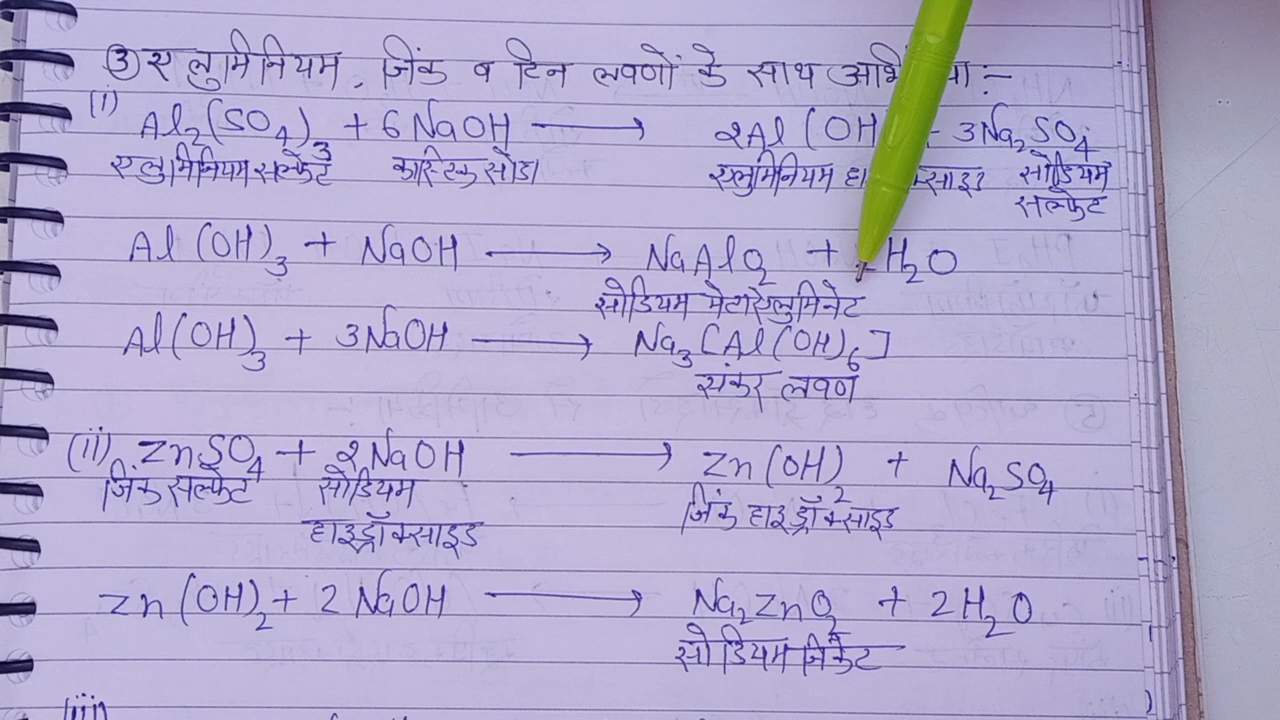 ③ एलुमिनियम, जिंक व टिन लवणों के साथ :-
(i) Al₂(SO₄)₃ + 6NaOH ⟶ 2Al(OH 3Na₂SO₄
एलुमिनियम सल्फेट कास्टिक सोडा एलुमिनियम सोडियम
सल्फेट
Al(OH)₃ + NaOH ⟶ NaAlO₂ + H₂O
सोडियम मेटाऐलुमिनेट
Al(OH)₃ + 3NaOH ⟶ Na₃[Al(OH)₆]
संकर लवण
(ii) ZnSO₄ + 2NaOH ⟶ Zn(OH)₂ + Na₂SO₄
जिंक सल्फेट सोडियम जिंक हाइड्रॉक्साइड
हाइड्रॉक्साइड
Zn(OH)₂ + 2NaOH ⟶ Na₂ZnO₂ + 2H₂O
सोडियम जिंकेट
(iii)